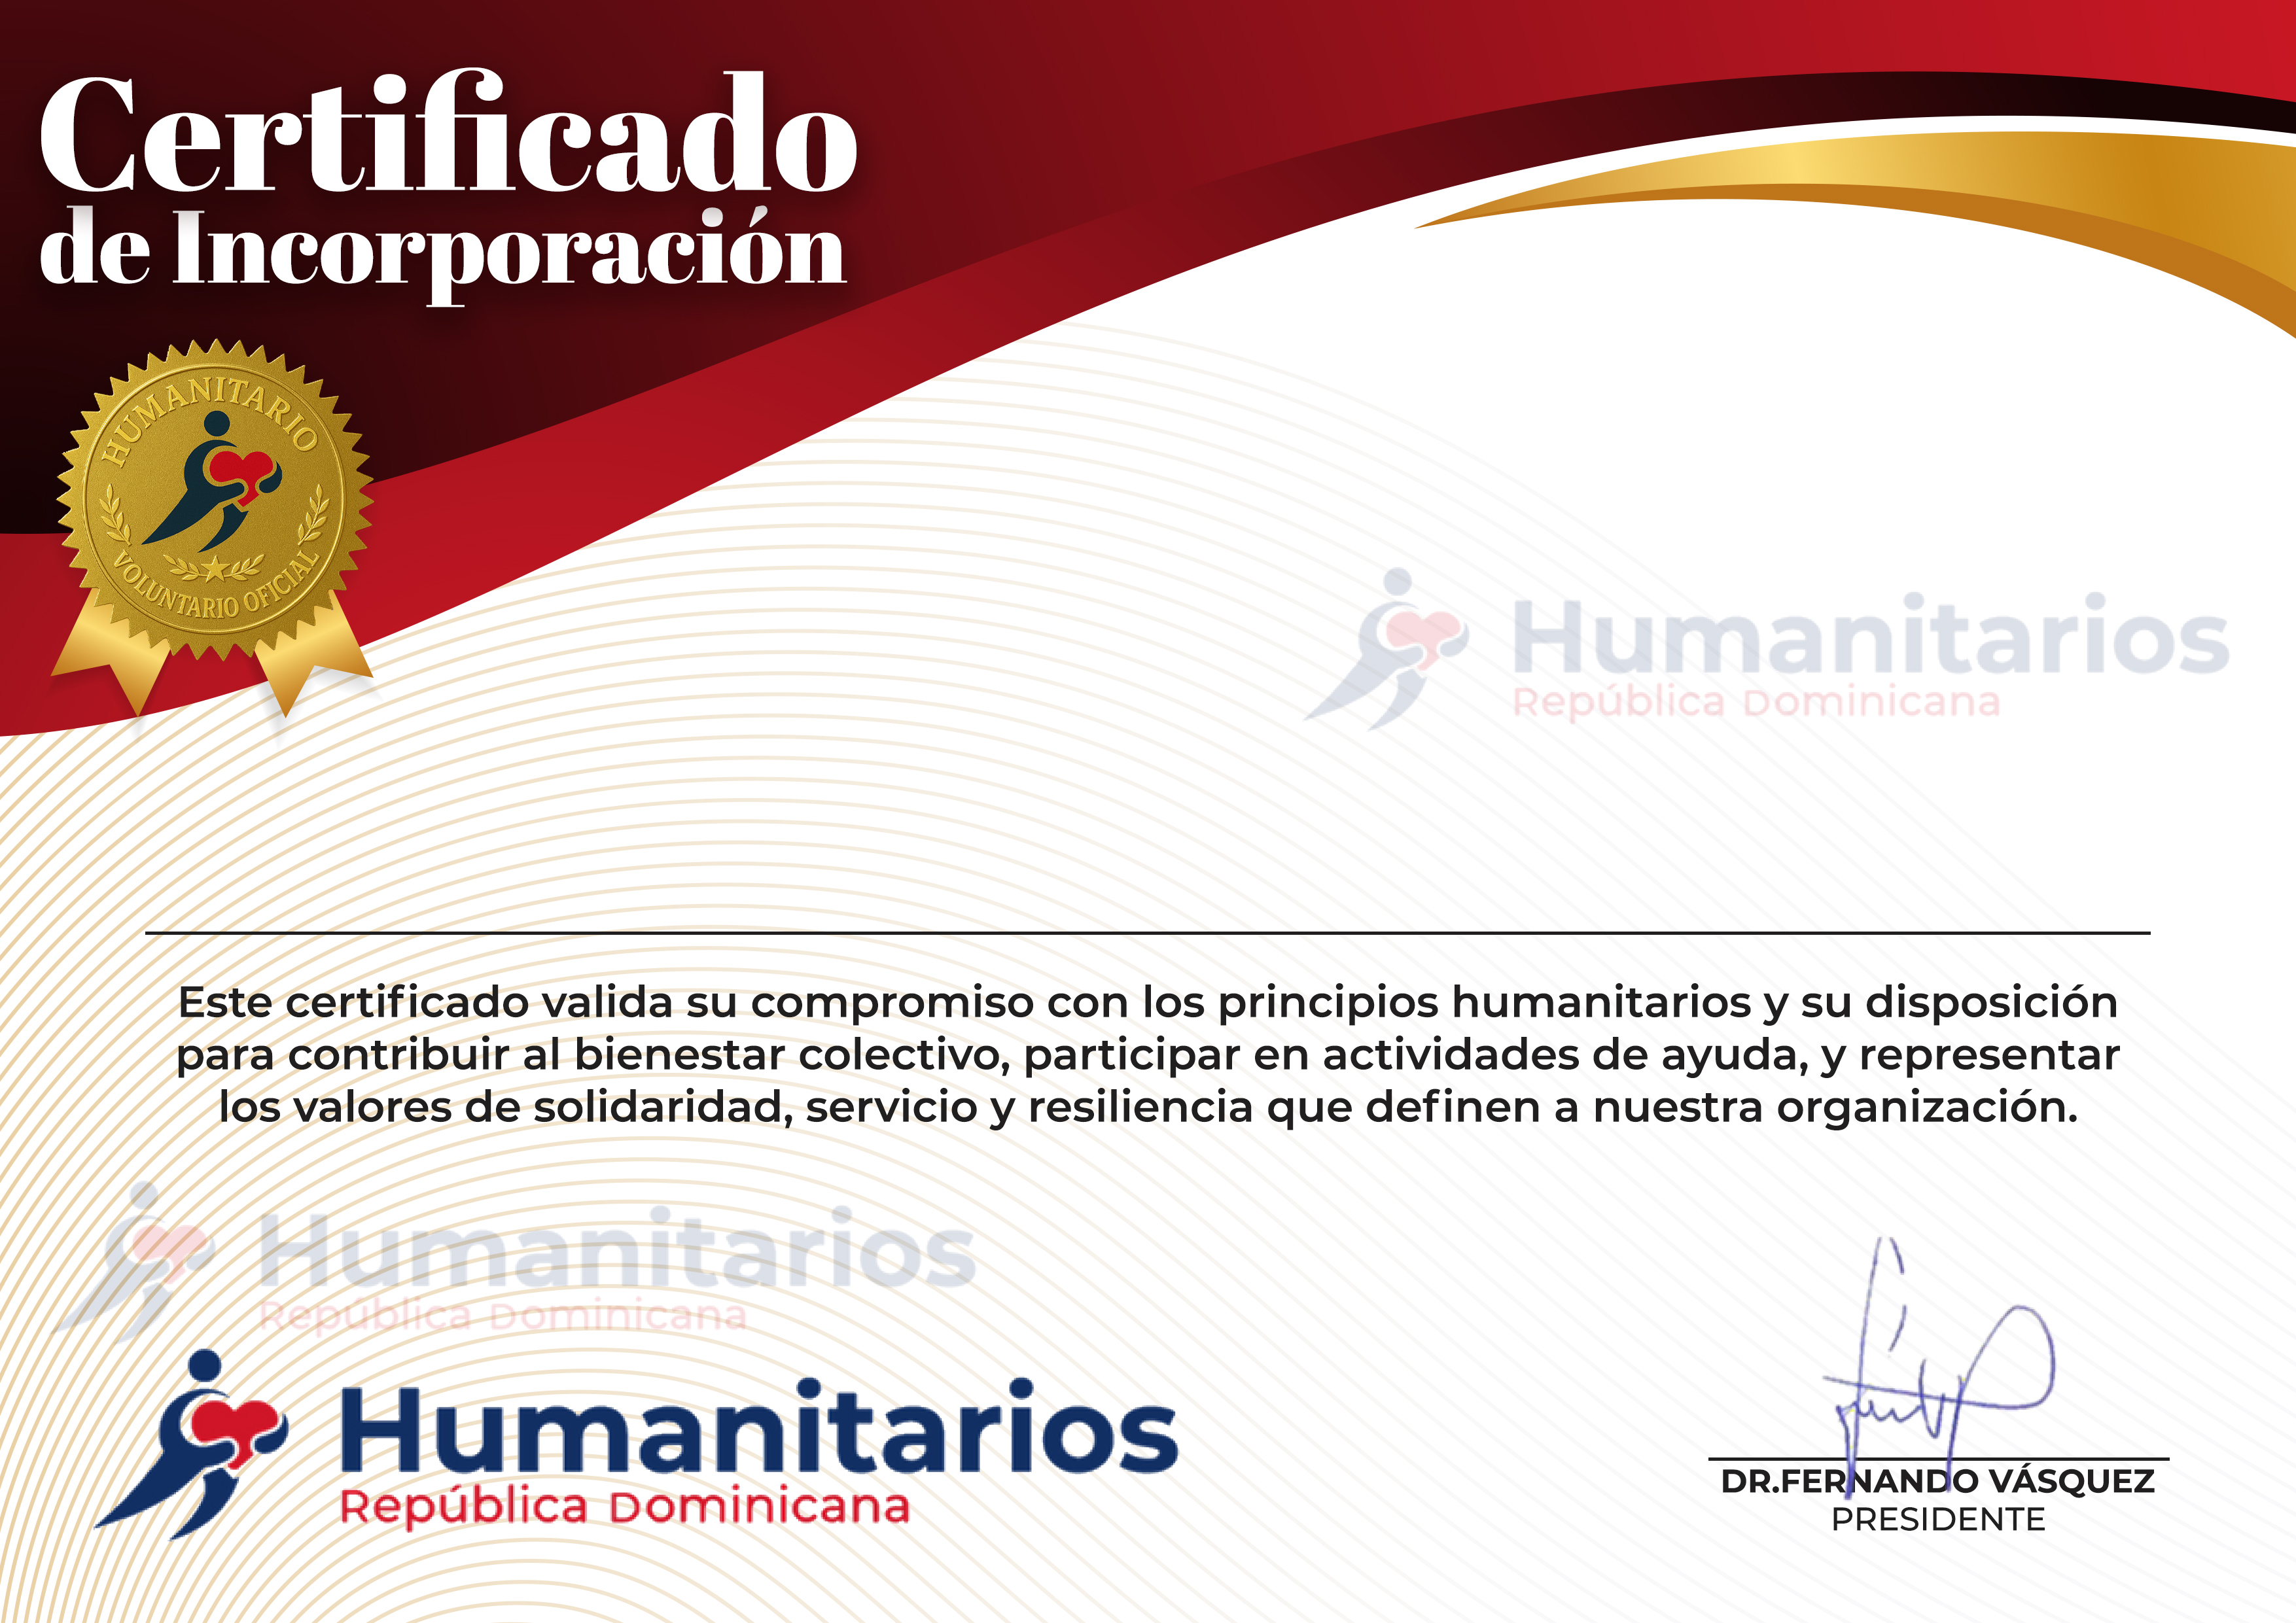 Certificado
de Incorporación
HUMANITARIO
VOLUNTARIO OFICIAL
Humanitarios
República Dominicana
Este certificado valida su compromiso con los principios humanitarios y su disposición
para contribuir al bienestar colectivo, participar en actividades de ayuda, y representar
los valores de solidaridad, servicio y resiliencia que definen a nuestra organización.
Humanitarios
República Dominicana
Humanitarios
República Dominicana
DR.FERNANDO VÁSQUEZ
PRESIDENTE